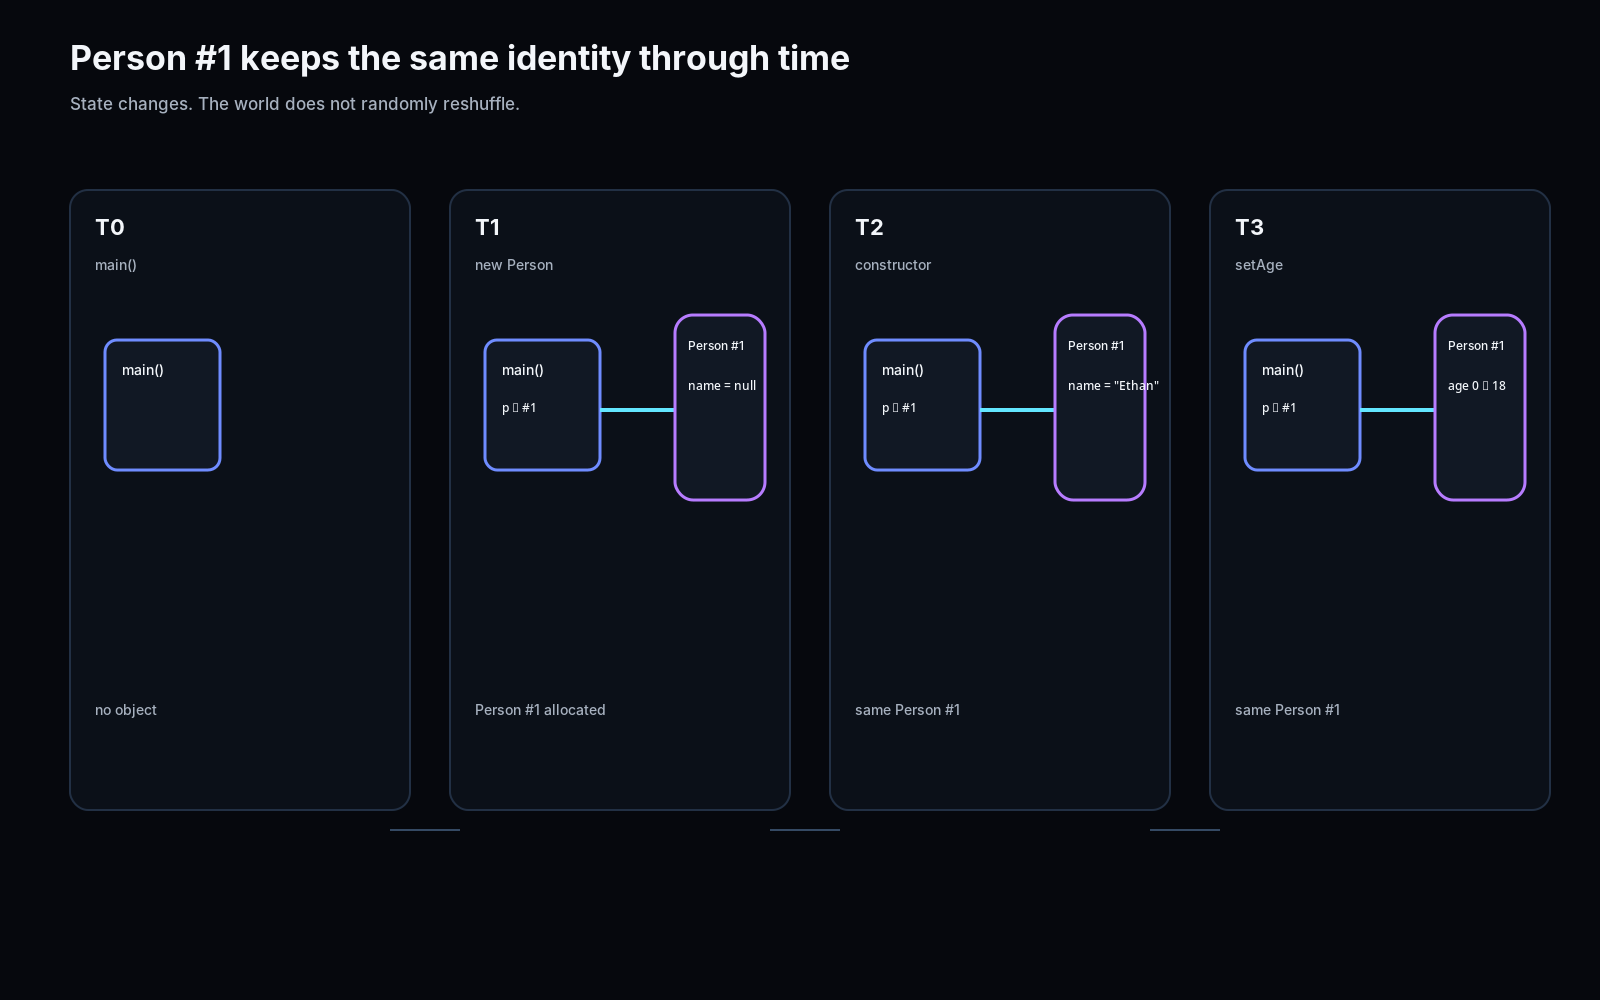 Person #1 keeps the same identity through time
State changes. The world does not randomly reshuffle.
T0
main()
main()
no object
T1
new Person
main()
p ▯ #1
Person #1
name = null
Person #1 allocated
T2
constructor
main()
p ▯ #1
Person #1
name = "Ethan"
same Person #1
T3
setAge
main()
p ▯ #1
Person #1
age 0 ▯ 18
same Person #1